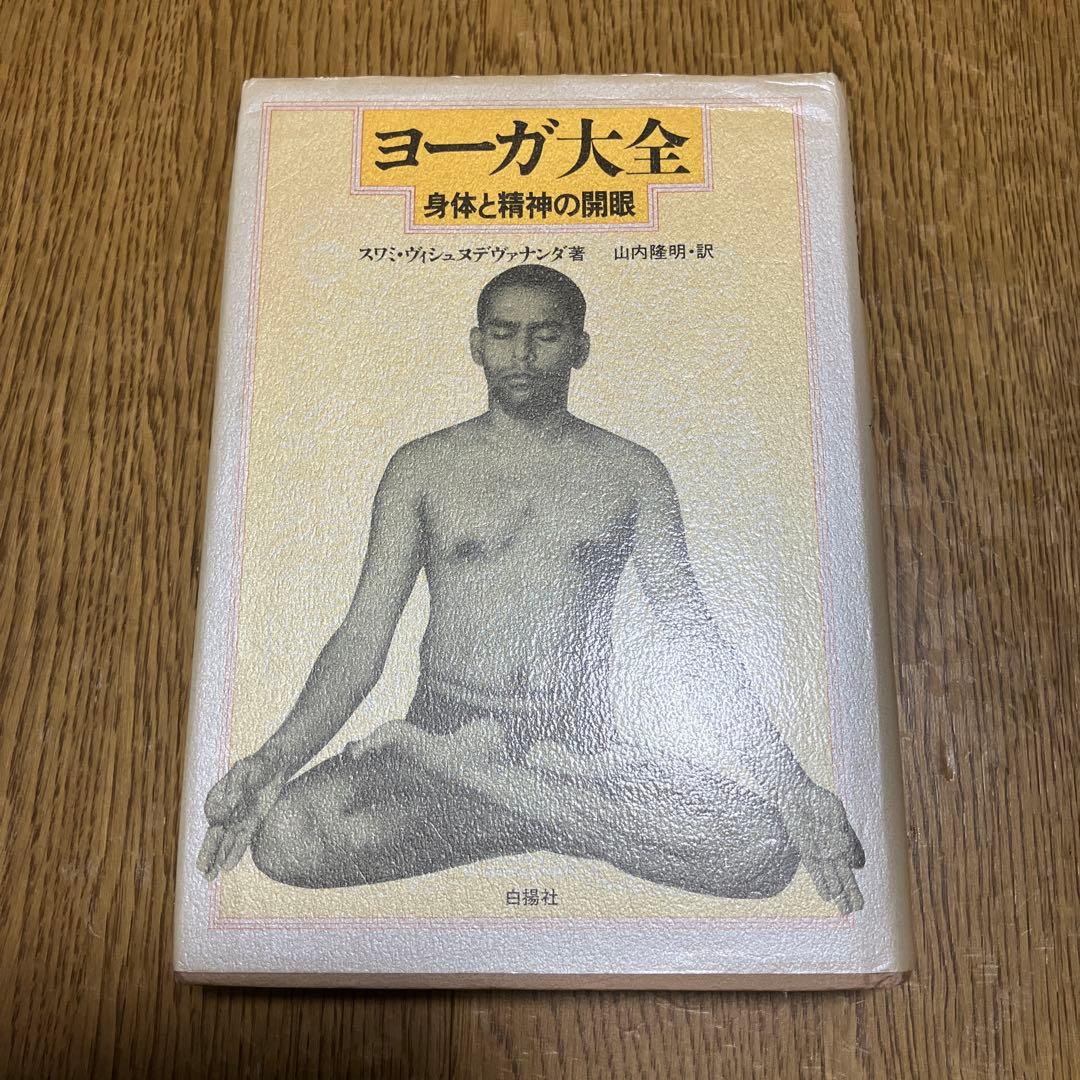 ヨーガ大全
身体と精神の開眼
スワミ・ヴィシュヌデヴァナンダ著 山内隆明・訳
白揚社